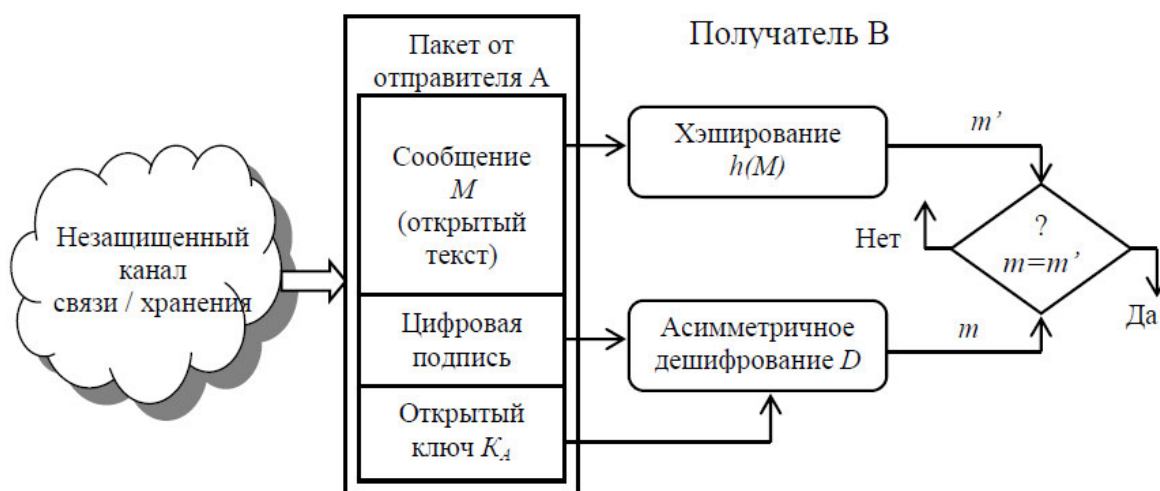 Незащищенный
канал
связи / хранения
Пакет от
отправителя А
Сообщение
M
(открытый
текст)
Цифровая
подпись
Открытый
ключ KA
Получатель В
Хэширование
h(M)
Асимметричное
дешифрование D
m’
m
?
m=m’
Нет
Да